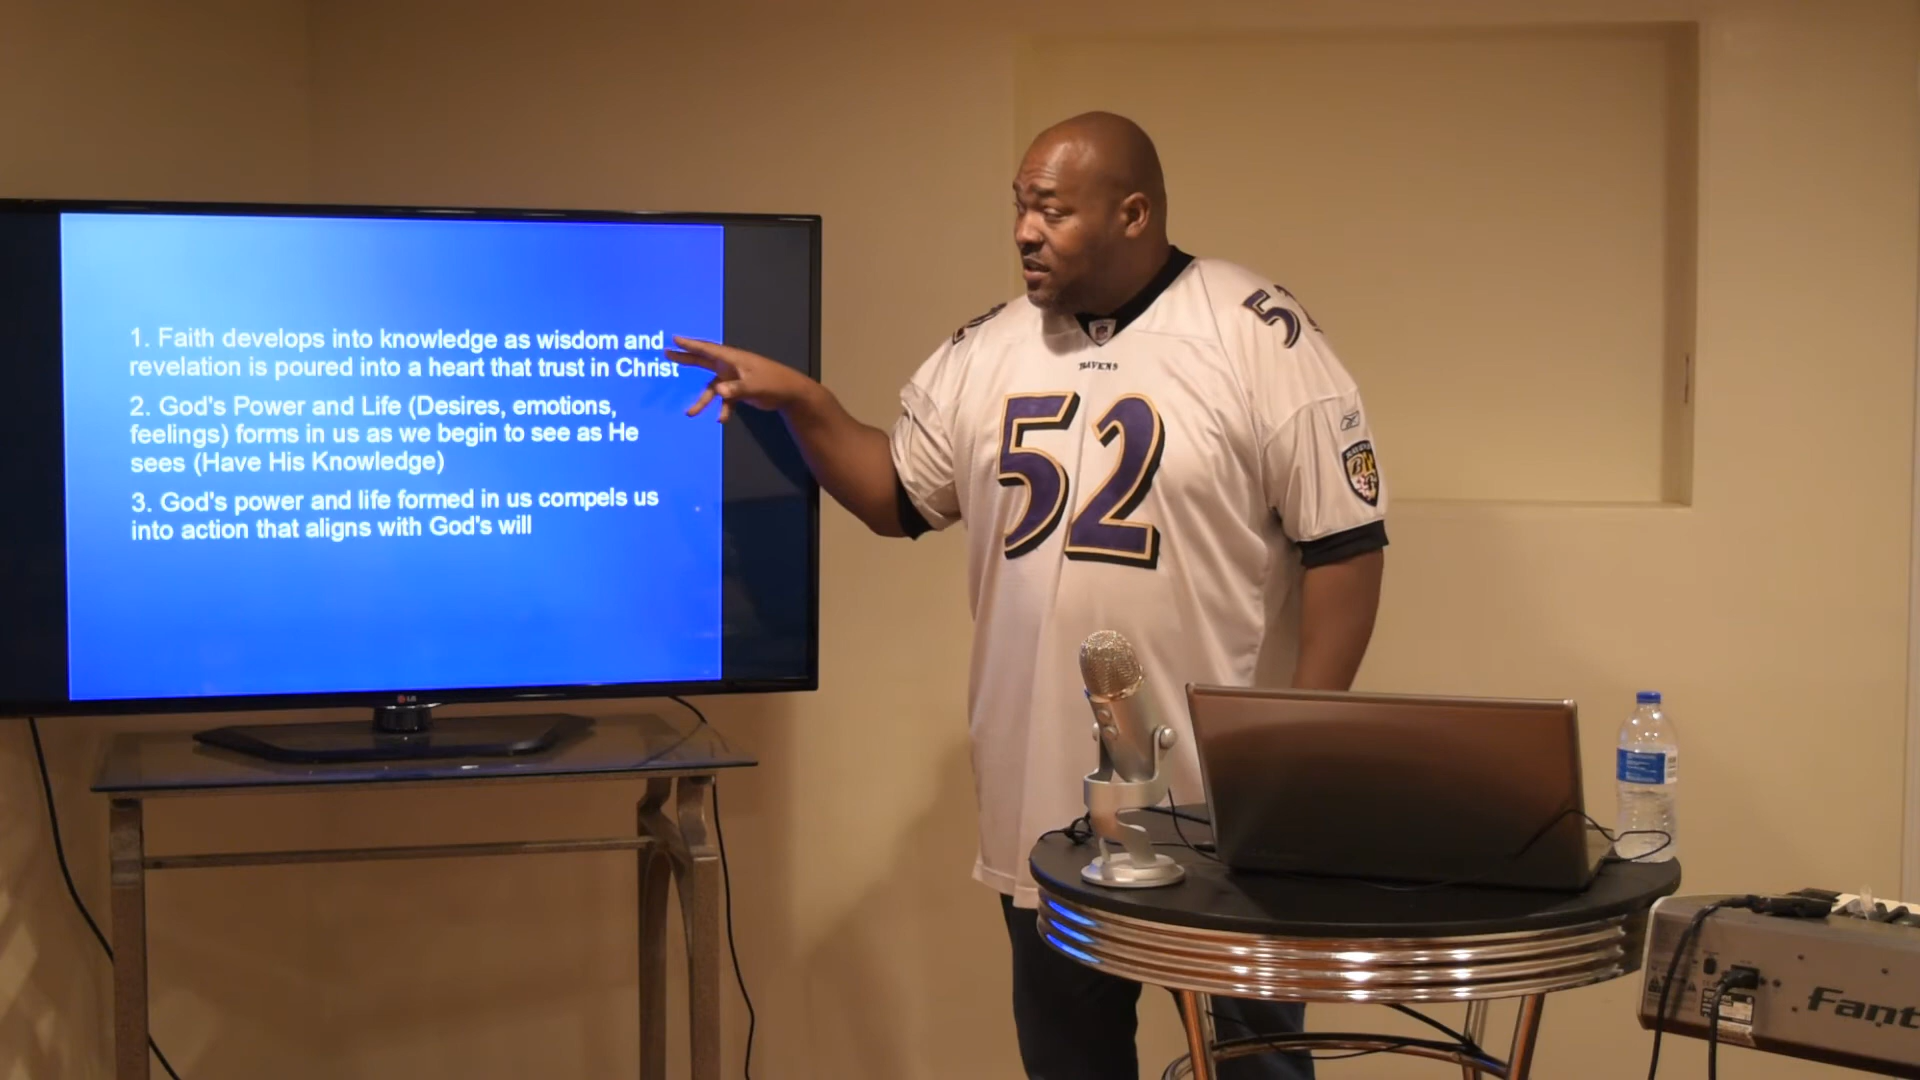 1. Faith develops into knowledge as wisdom and
revelation is poured into a heart that trust in Christ
2. God's Power and Life (Desires, emotions,
feelings) forms in us as we begin to see as He
sees (Have His Knowledge)
3. God's power and life formed in us compels us
into action that aligns with God's will
LG
52
RAVENS
52
Fant